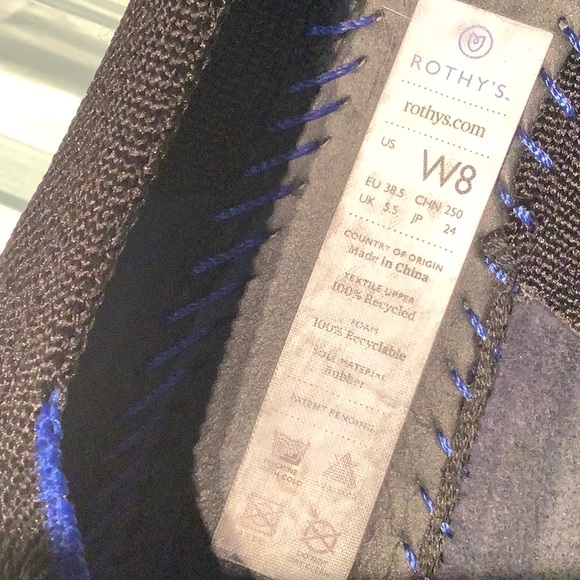 ROTHY'S
rothys.com
US W8
EU 38.5 CHN 250
UK 5.5 JP 24
COUNTRY OF ORIGIN
Made in China
TEXTILE UPPER
100% Recycled
FOAM
100% Recyclable
SOLE MATERIAL
Rubber
PATENT PENDING
COLD